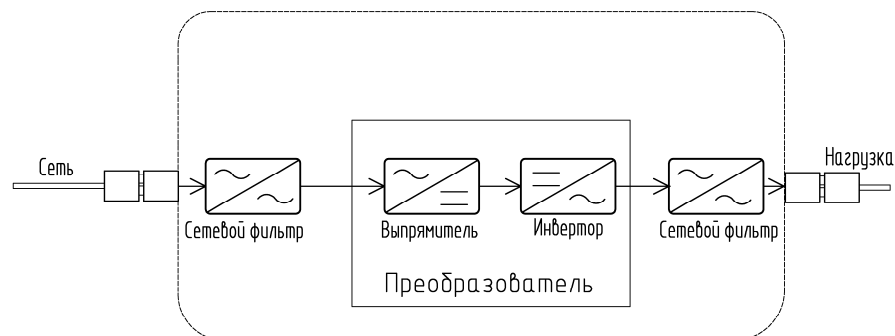 Сеть
Нагрузка
Сетевой фильтр
Выпрямитель
Инвертор
Сетевой фильтр
Преобразователь